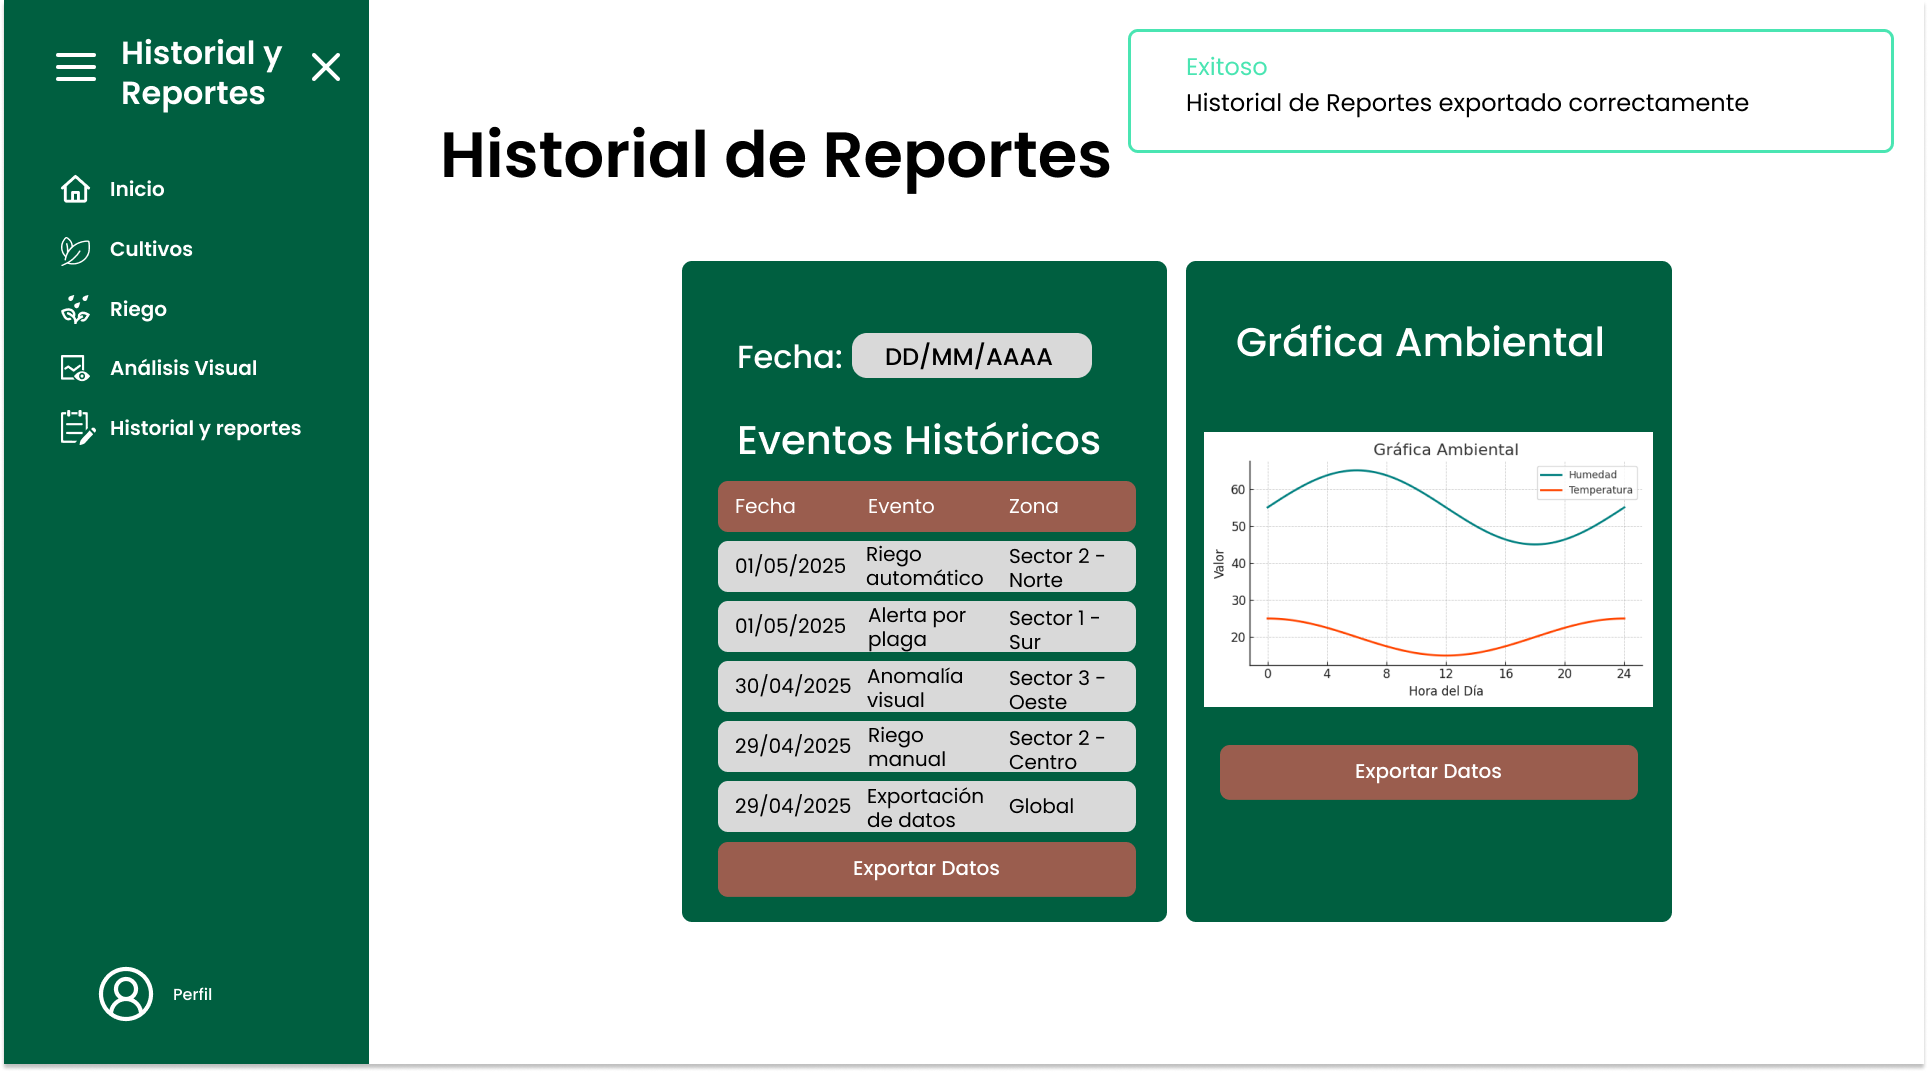 Historial y
Reportes
Inicio
Cultivos
Riego
Análisis Visual
Historial y reportes
Perfil
Exitoso
Historial de Reportes exportado correctamente
Historial de Reportes
Fecha: DD/MM/AAAA
Eventos Históricos
Fecha Evento Zona
01/05/2025 Riego automático Sector 2 - Norte
01/05/2025 Alerta por plaga Sector 1 - Sur
30/04/2025 Anomalía visual Sector 3 - Oeste
29/04/2025 Riego manual Sector 2 - Centro
29/04/2025 Exportación de datos Global
Exportar Datos
Gráfica Ambiental
Gráfica Ambiental
Humedad
Temperatura
Valor
60
50
40
30
20
0 4 8 12 16 20 24
Hora del Día
Exportar Datos